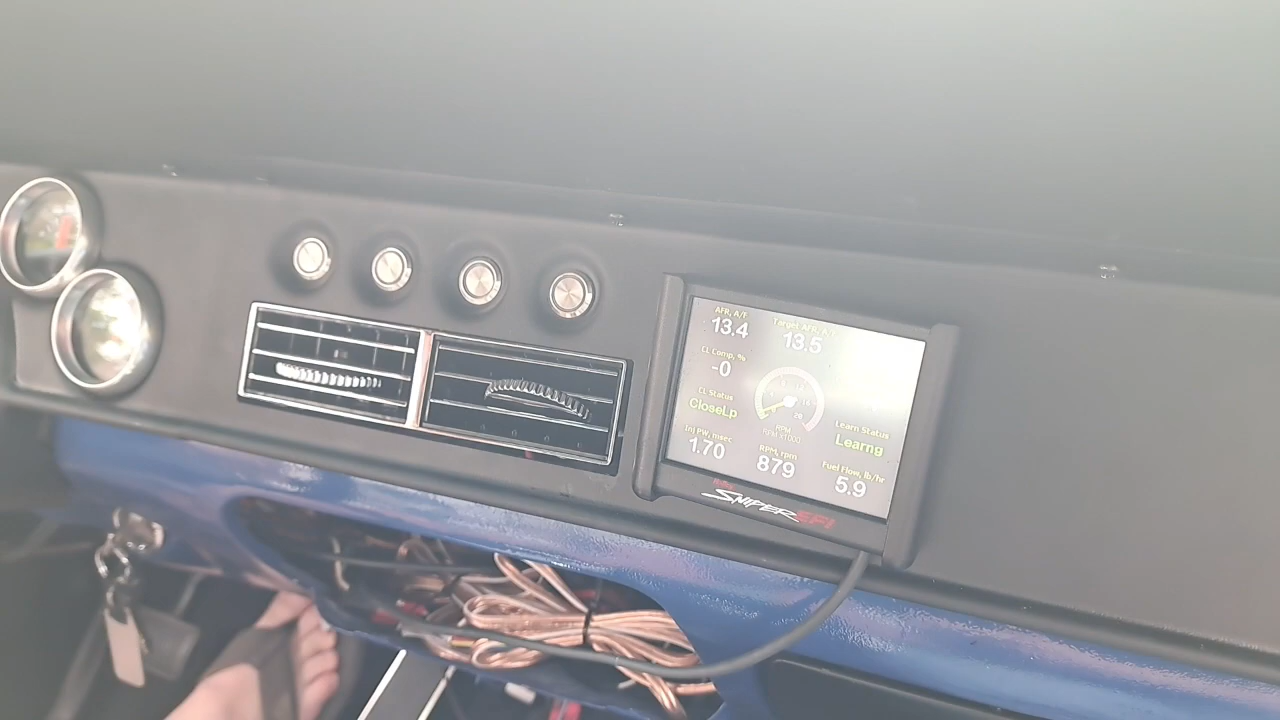 AFR, A/F
13.4
Target AFR, A/F
13.5
CL Comp, %
-0
CL Status
CloseLp
RPM
RPM X1000
Learn Status
Learng
Inj PW, msec
1.70
RPM, rpm
879
Fuel Flow, lb/hr
5.9
SNIPER EFI